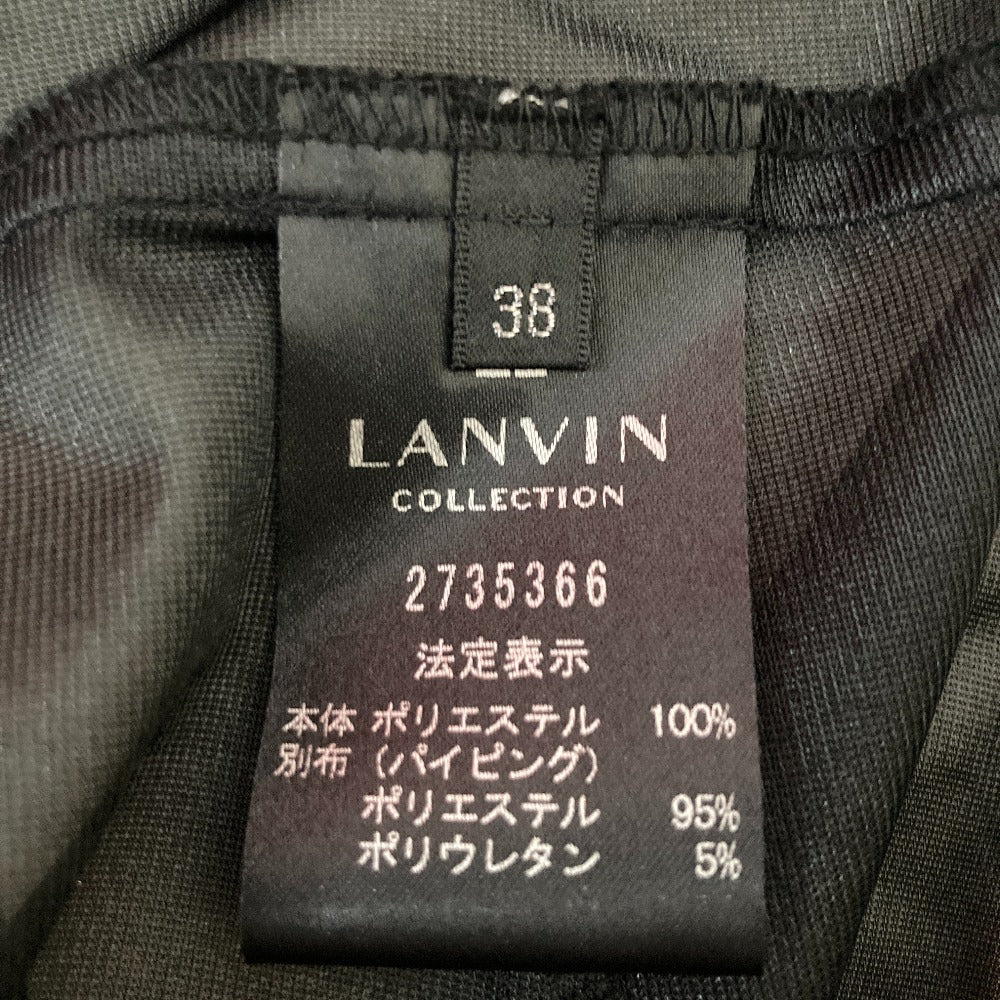 38
LANVIN
COLLECTION
2735366
法定表示
本体 ポリエステル 100%
別布 (パイピング)
ポリエステル 95%
ポリウレタン 5%